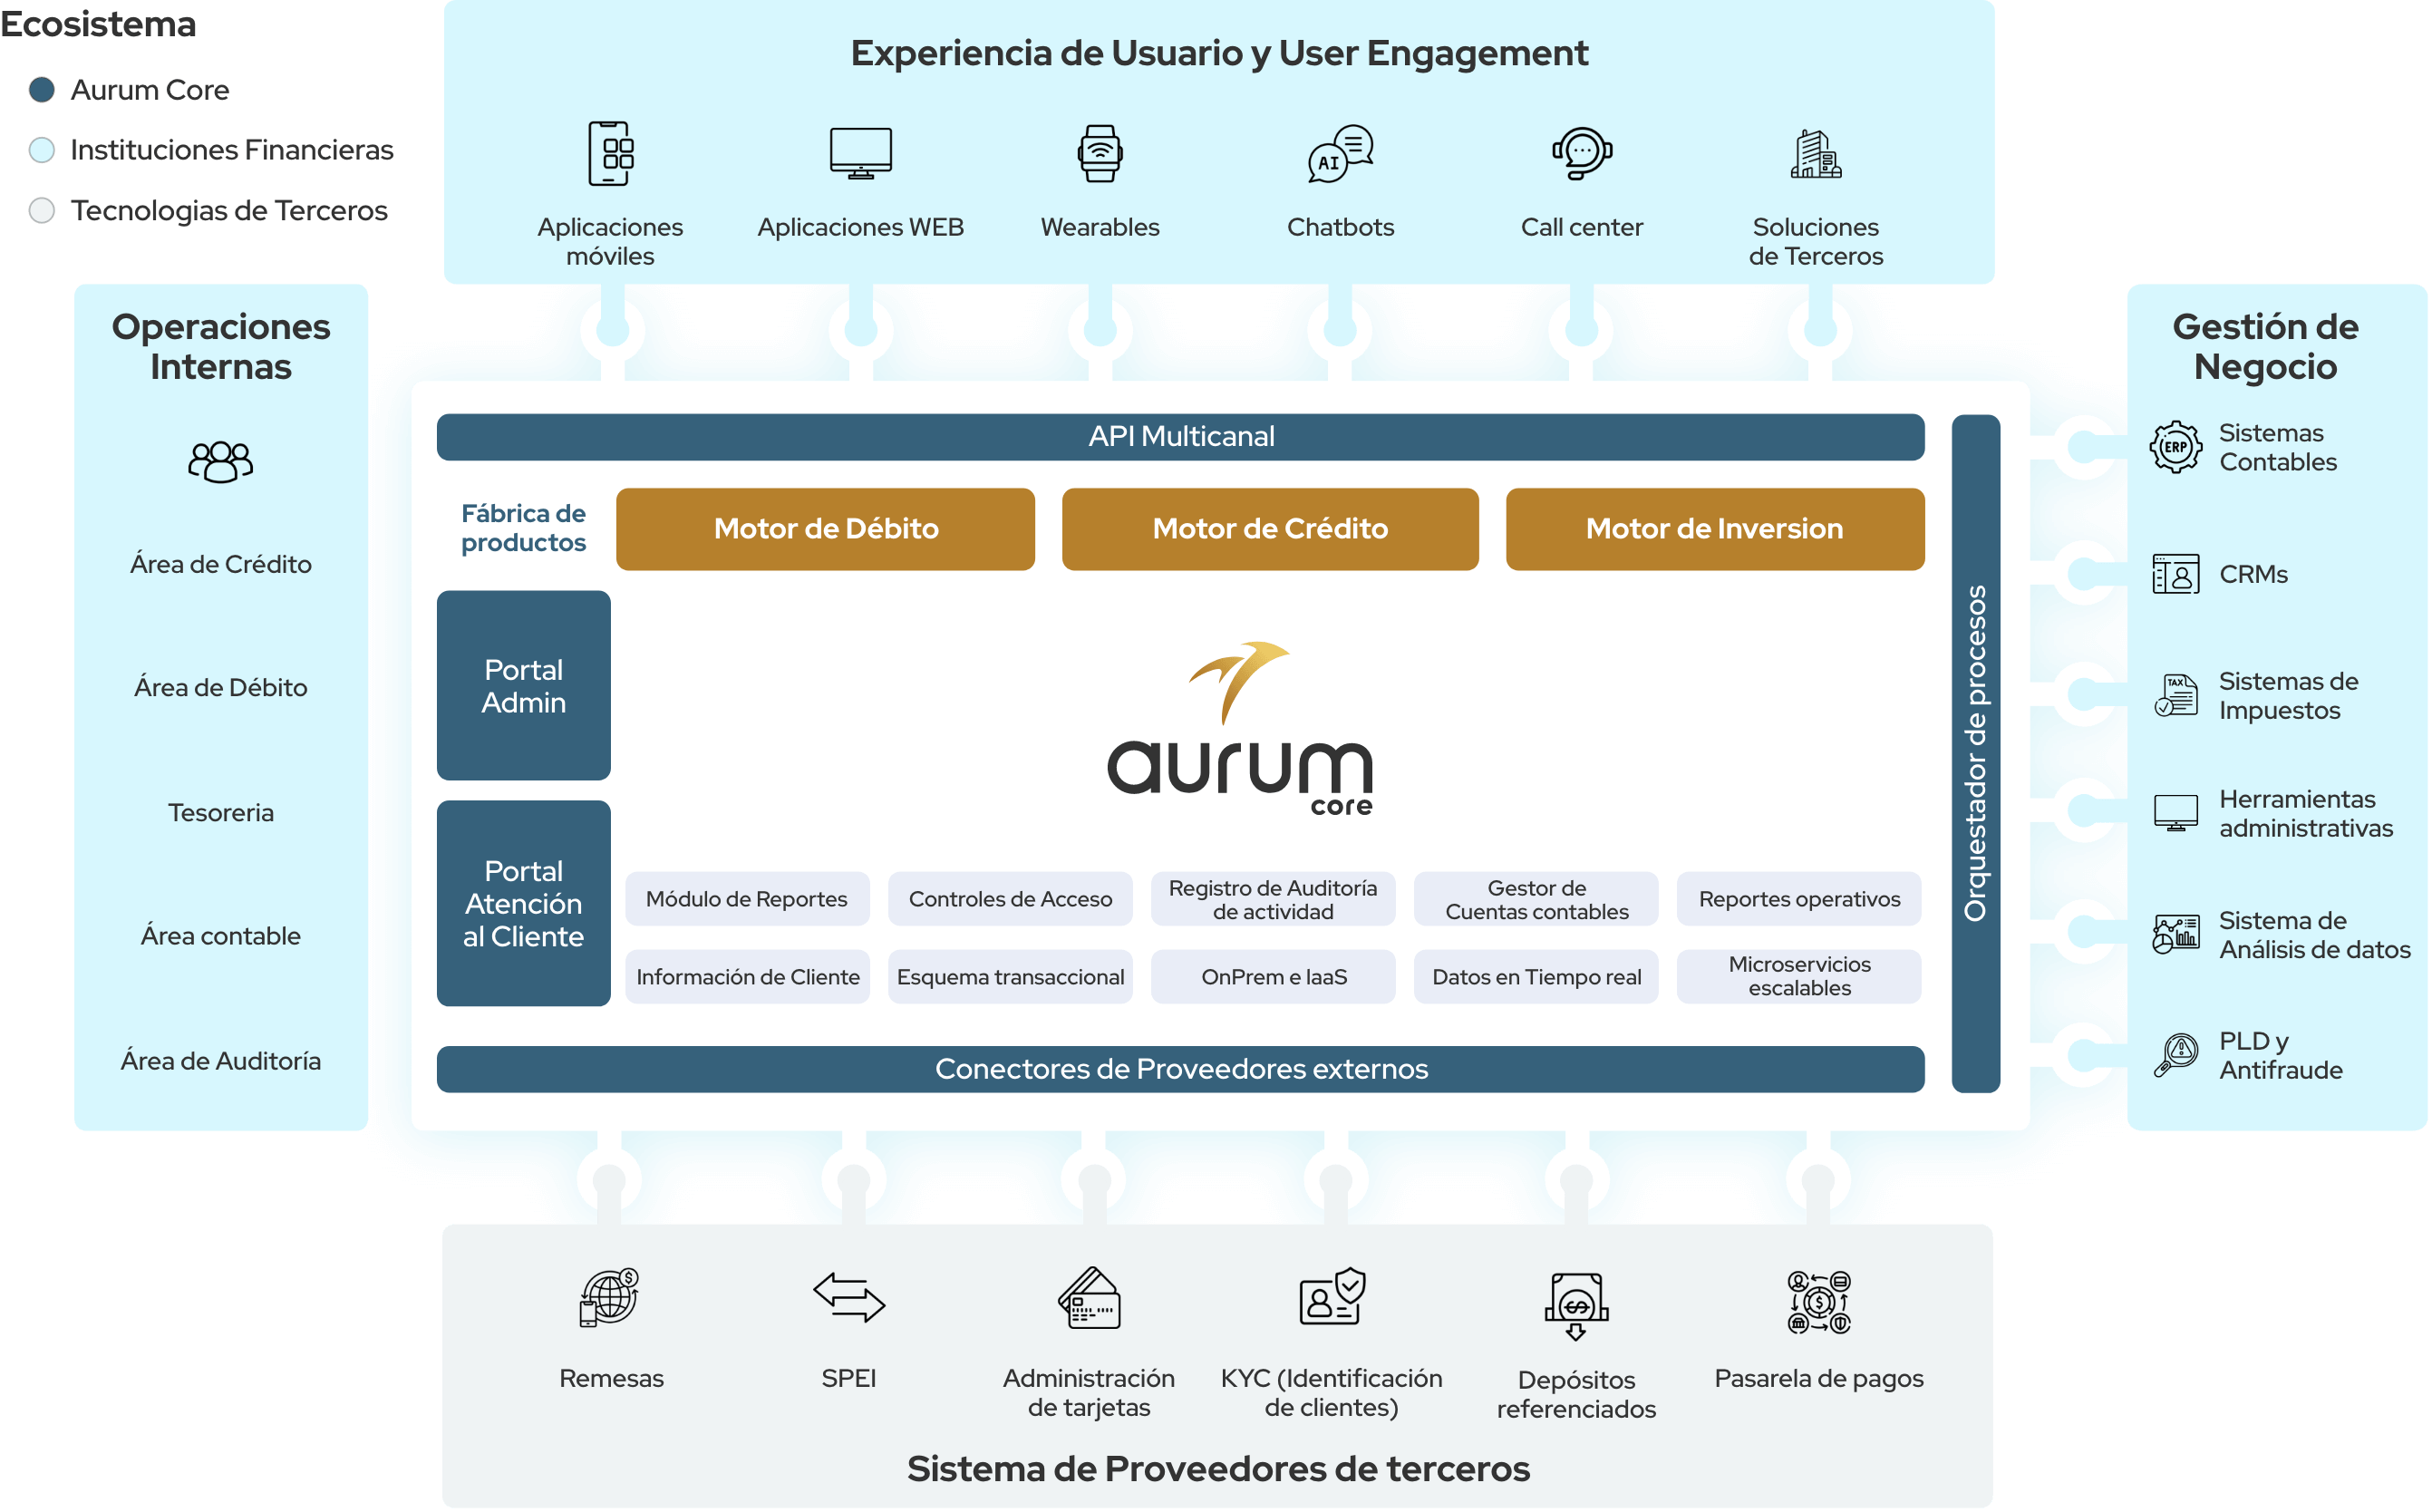 Ecosistema
Aurum Core
Instituciones Financieras
Tecnologias de Terceros
Experiencia de Usuario y User Engagement
Aplicaciones
móviles
Aplicaciones WEB
Wearables
AI
Chatbots
Call center
Soluciones
de Terceros
Operaciones
Internas
Área de Crédito
Área de Débito
Tesoreria
Área contable
Área de Auditoría
API Multicanal
Fábrica de
productos
Motor de Débito
Motor de Crédito
Motor de Inversion
Portal
Admin
aurum
core
Portal
Atención
al Cliente
Módulo de Reportes
Controles de Acceso
Registro de Auditoría
de actividad
Gestor de
Cuentas contables
Reportes operativos
Información de Cliente
Esquema transaccional
OnPrem e IaaS
Datos en Tiempo real
Microservicios
escalables
Conectores de Proveedores externos
Orquestador de procesos
Gestión de
Negocio
ERP
Sistemas
Contables
CRMs
TAX
Sistemas de
Impuestos
Herramientas
administrativas
Sistema de
Análisis de datos
PLD y
Antifraude
Remesas
SPEI
Administración
de tarjetas
KYC (Identificación
de clientes)
Depósitos
referenciados
Pasarela de pagos
Sistema de Proveedores de terceros